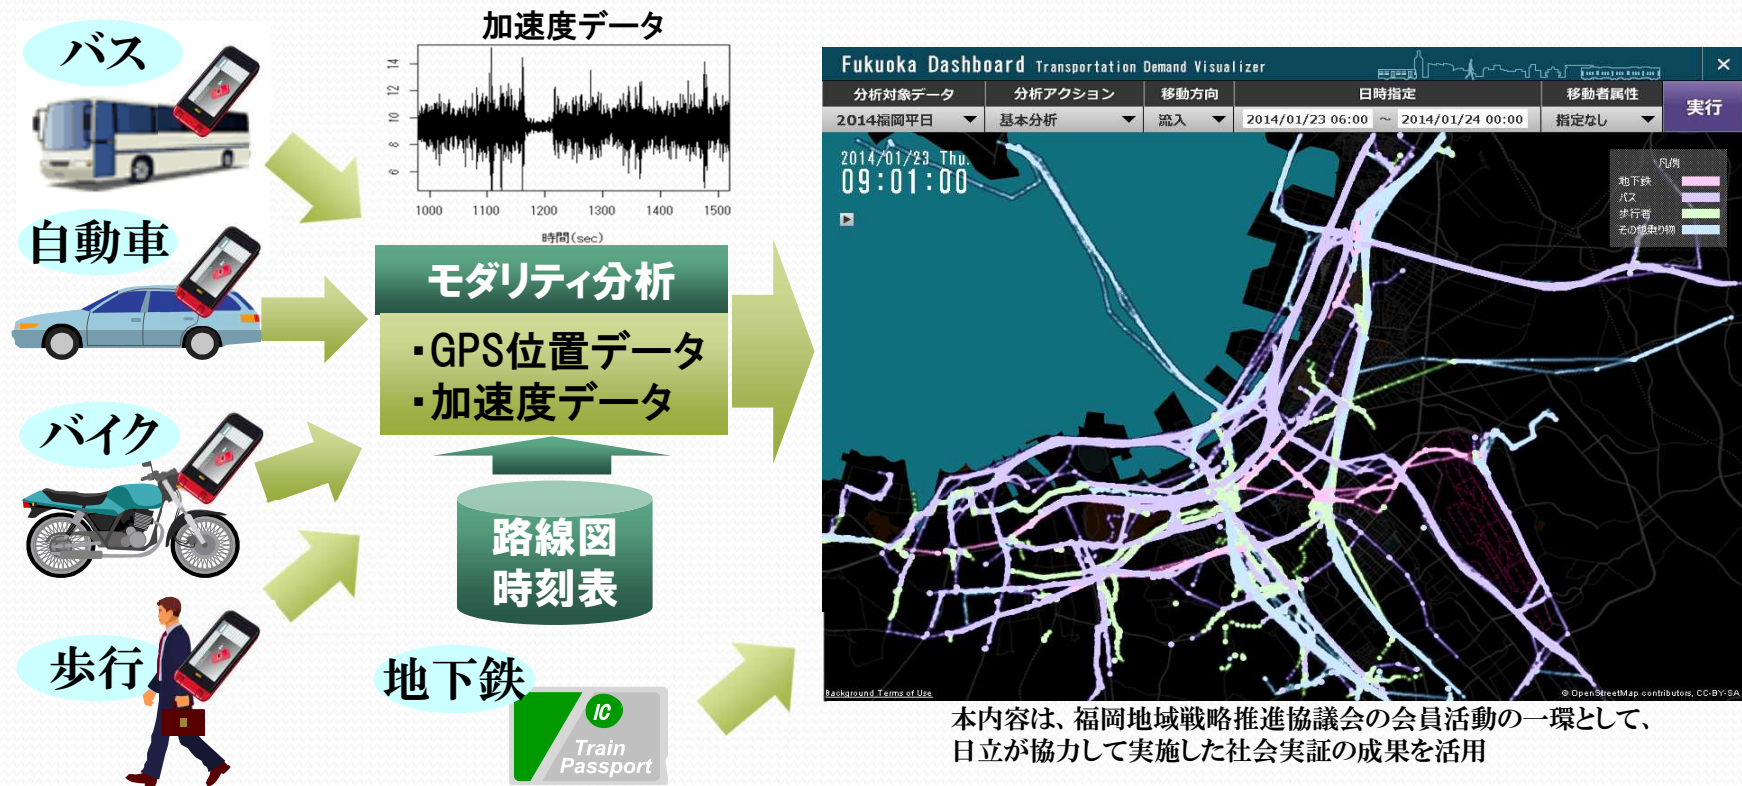 バス
自動車
バイク
歩行
加速度データ
14
12
10
8
6
1000 1100 1200 1300 1400 1500
時間(sec)
モダリティ分析
・GPS位置データ
・加速度データ
路線図
時刻表
地下鉄
IC
Train
Passport
Fukuoka Dashboard Transportation Demand Visualizer ×
分析対象データ 分析アクション 移動方向 日時指定 移動者属性 実行
2014福岡平日 基本分析 流入 2014/01/23 06:00 ~ 2014/01/24 00:00 指定なし
2014/01/23 Thu.
09:01:00
凡例
地下鉄
バス
歩行者
その他乗り物
Background Terms of Use
© OpenStreetMap contributors, CC-BY-SA
本内容は、福岡地域戦略推進協議会の会員活動の一環として、
日立が協力して実施した社会実証の成果を活用